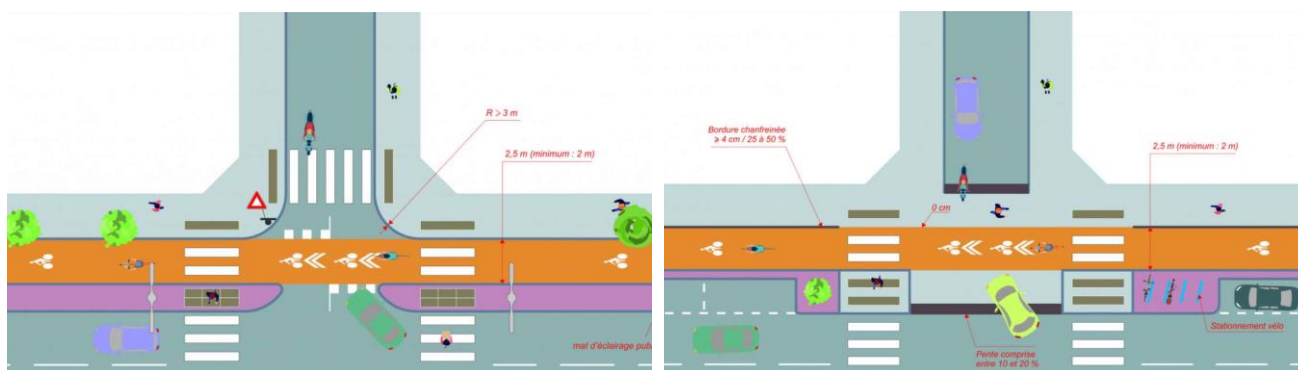 R ⩾ 3 m
2,5 m (minimum : 2 m)
mat d'éclairage publ
Bordure chanfreinée
⩾ 4 cm / 25 à 50 %
2,5 m (minimum : 2 m)
0 cm
Stationnement vélo
Pente comprise
entre 10 et 20 %